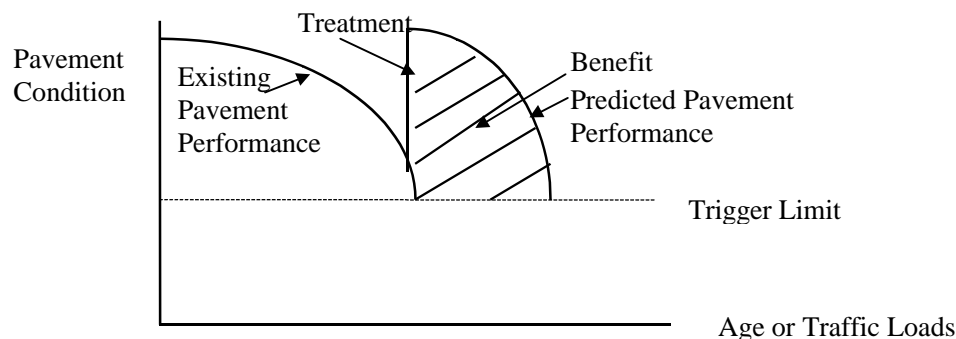 Treatment
Pavement
Condition
Existing
Pavement
Performance
Benefit
Predicted Pavement
Performance
Trigger Limit
Age or Traffic Loads